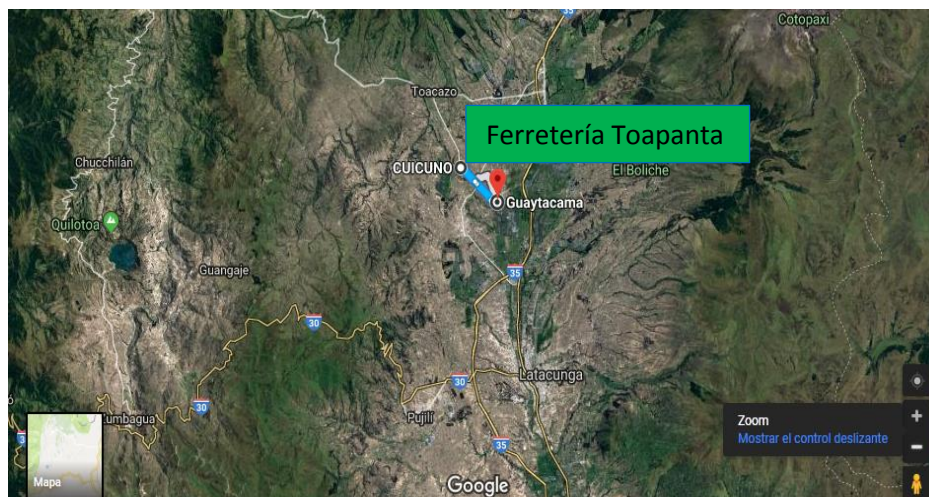 35
Cotopaxi
Toacazo
Ferretería Toapanta
Chucchilán
CUICUNO
El Boliche
Guaytacama
Quilotoa
Guangaje
35
30
30
Latacunga
Pujilí
30
Zumbagua
35
Zoom
Mostrar el control deslizante
Mapa
Google